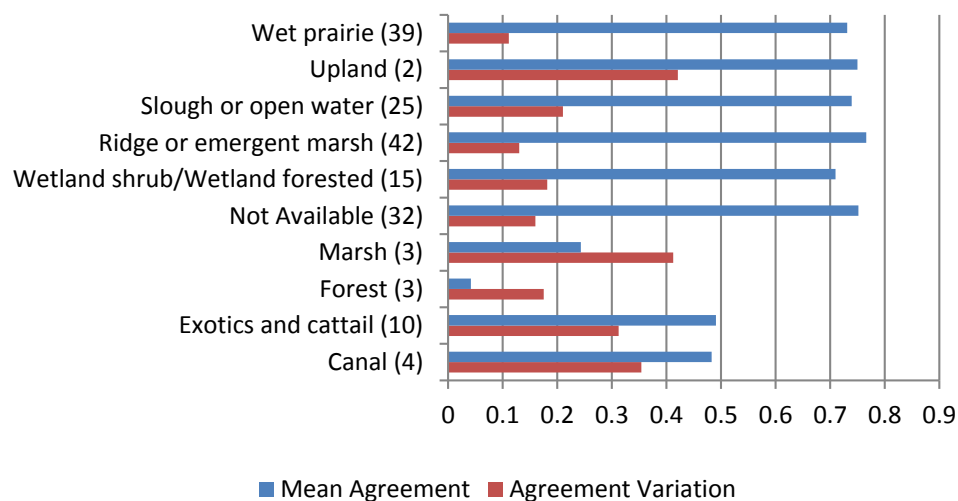 Wet prairie (39)
Upland (2)
Slough or open water (25)
Ridge or emergent marsh (42)
Wetland shrub/Wetland forested (15)
Not Available (32)
Marsh (3)
Forest (3)
Exotics and cattail (10)
Canal (4)
0 0.1 0.2 0.3 0.4 0.5 0.6 0.7 0.8 0.9
Mean Agreement Agreement Variation